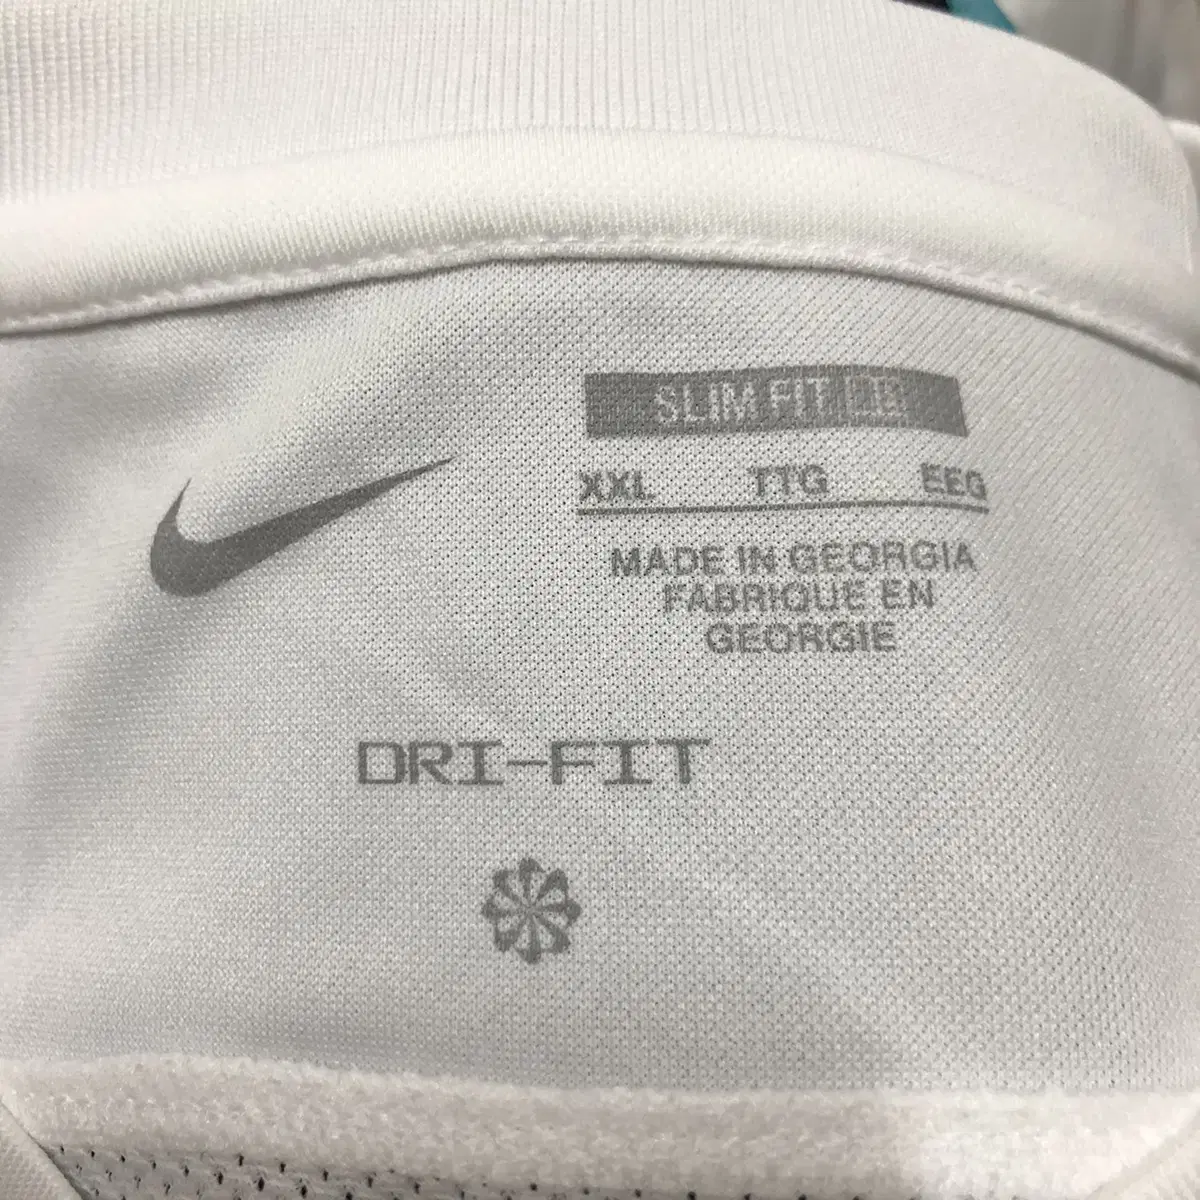 SLIM FIT
XXL TTG EEG
MADE IN GEORGIA
FABRIQUE EN
GEORGIE
DRI-FIT